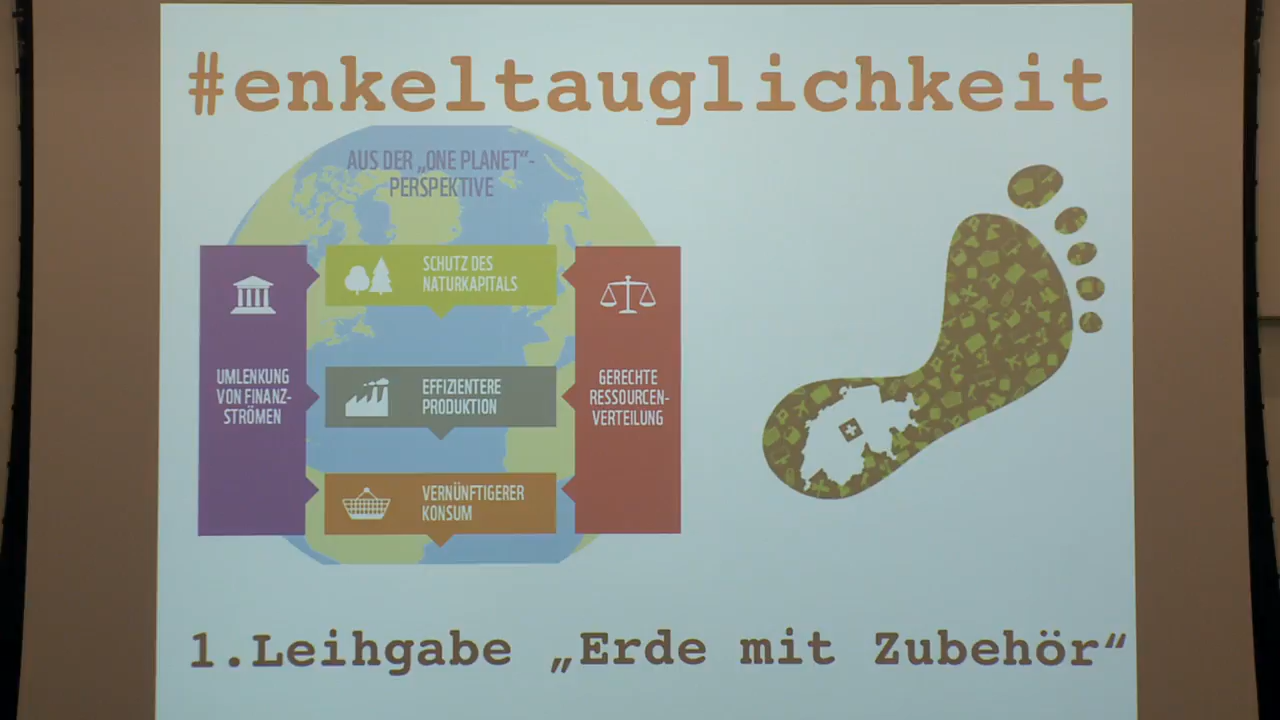 #enkeltauglichkeit
AUS DER „ONE PLANET“-
PERSPEKTIVE
UMLENKUNG
VON FINANZ-
STRÖMEN
SCHUTZ DES
NATURKAPITALS
EFFIZIENTERE
PRODUKTION
VERNÜNFTIGERER
KONSUM
GERECHTE
RESSOURCEN-
VERTEILUNG
1.Leihgabe „Erde mit Zubehör“